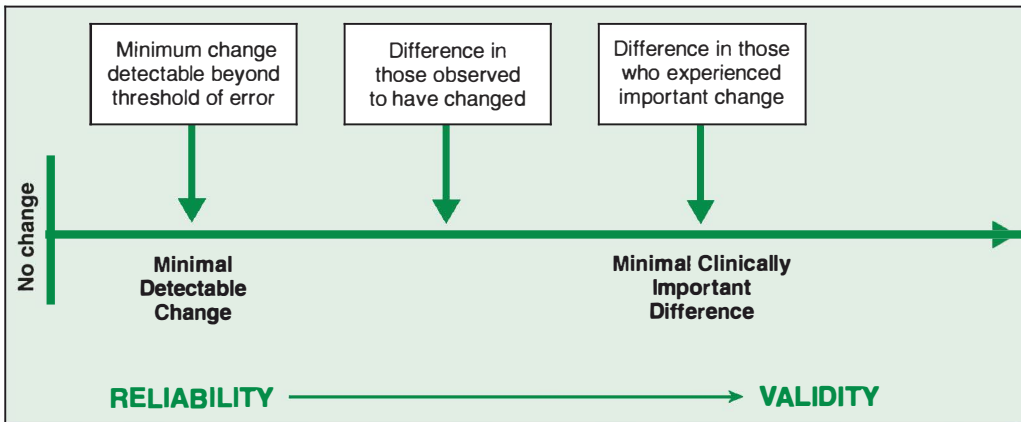 Minimum change
detectable beyond
threshold of error
Difference in
those observed
to have changed
Difference in those
who experienced
important change
No change
Minimal
Detectable
Change
Minimal Clinically
Important
Difference
RELIABILITY
VALIDITY